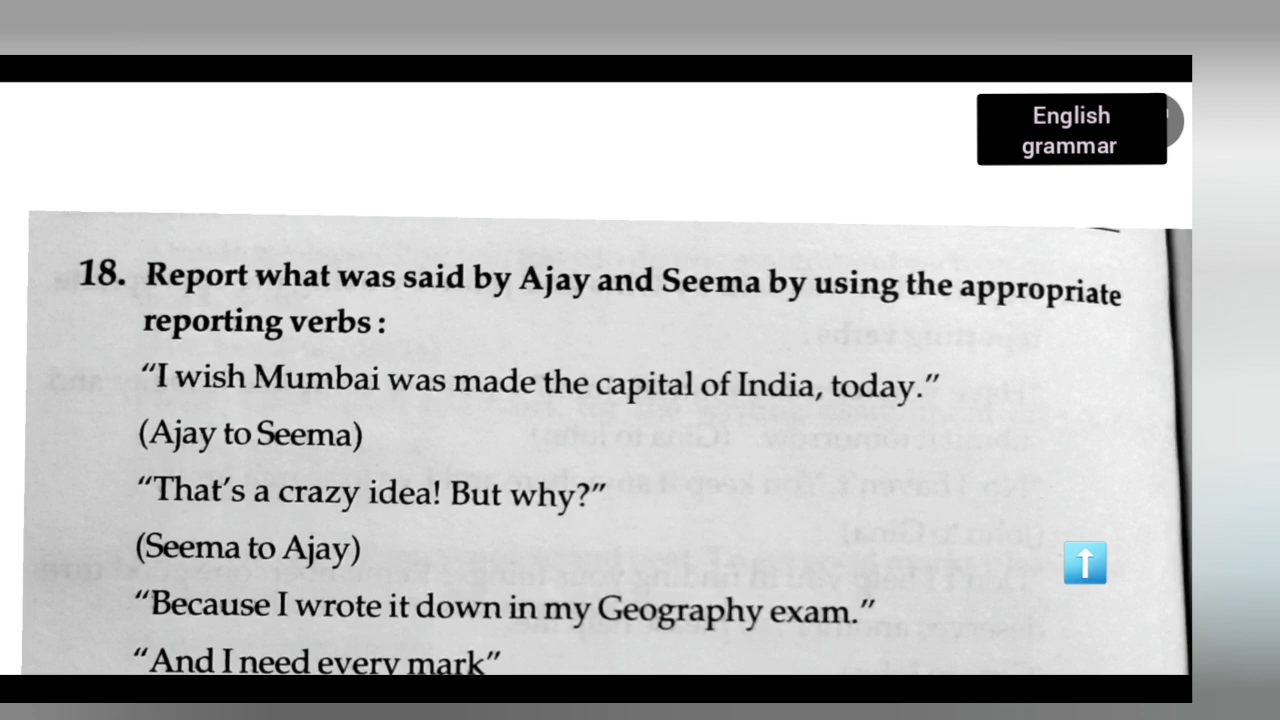 English
grammar
18. Report what was said by Ajay and Seema by using the appropriate
reporting verbs :
“I wish Mumbai was made the capital of India, today.”
(Ajay to Seema)
“That’s a crazy idea! But why?”
(Seema to Ajay)
“Because I wrote it down in my Geography exam.”
“And I need every mark”